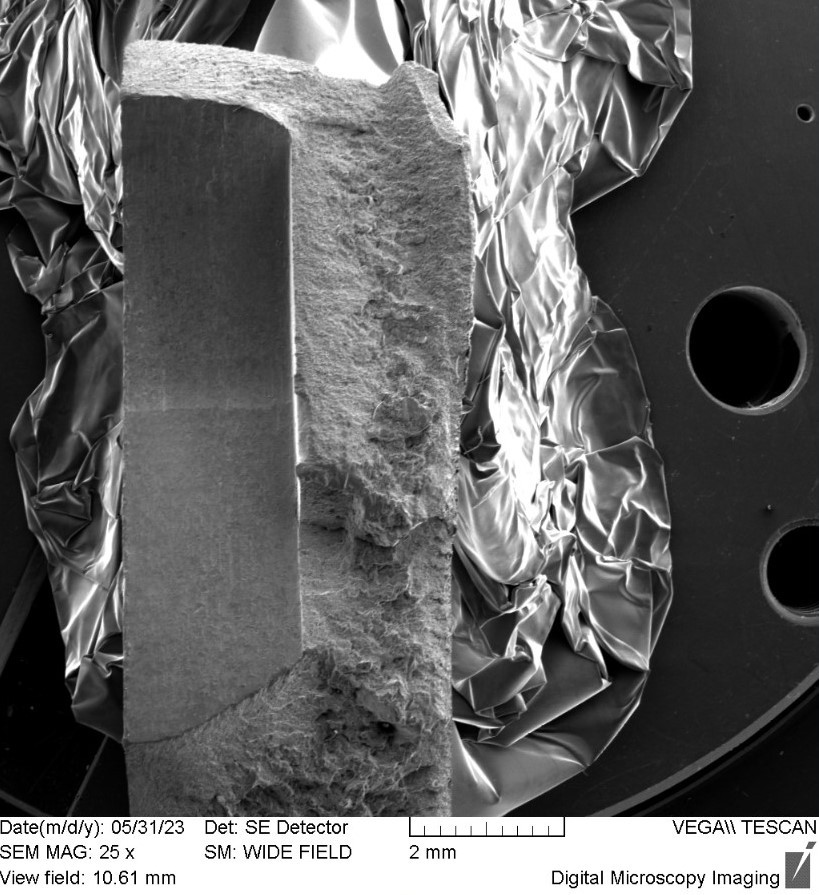 Date(m/d/y): 05/31/23 Det: SE Detector VEGA\\ TESCAN
SEM MAG: 25 x SM: WIDE FIELD 2 mm
View field: 10.61 mm Digital Microscopy Imaging